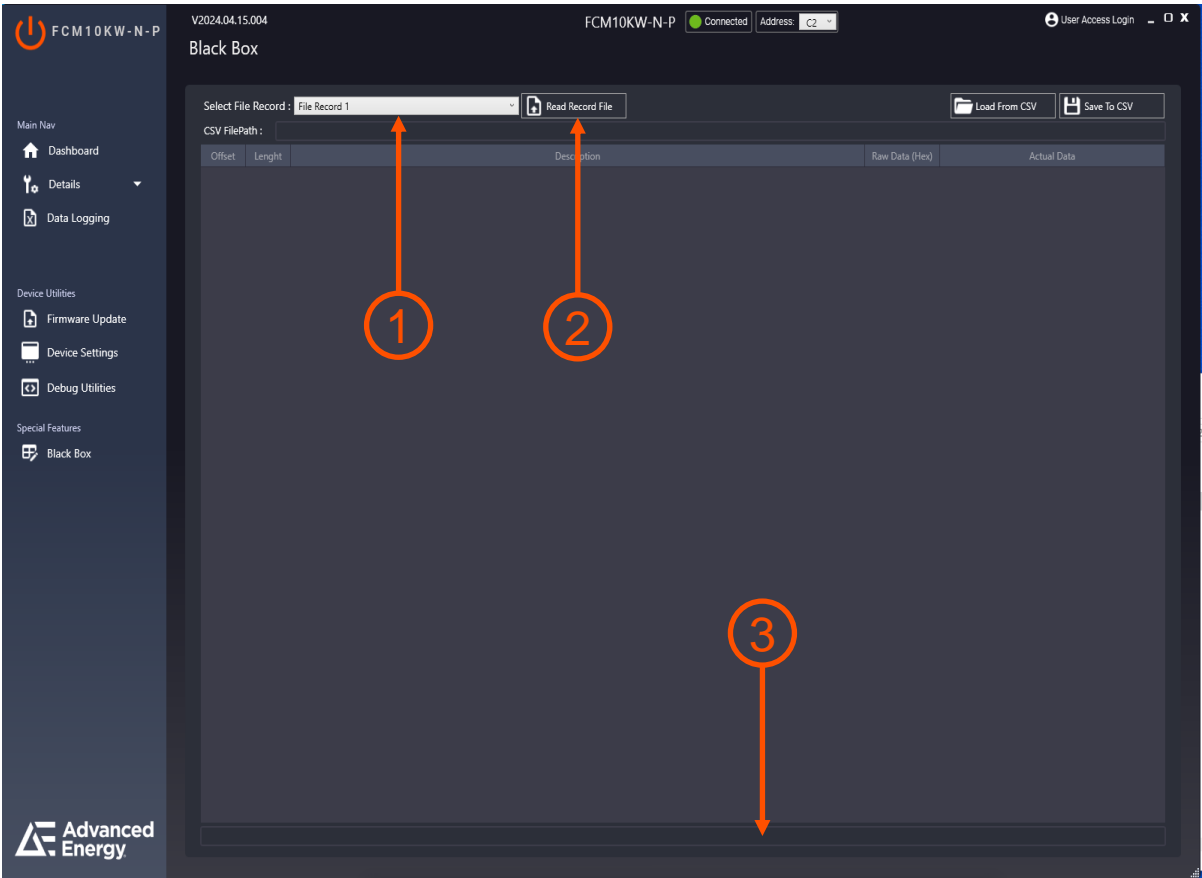 FCM10KW-N-P
V2024.04.15.004
FCM10KW-N-P Connected Address: C2
User Access Login
Black Box
Main Nav
Dashboard
Details
Data Logging
Device Utilities
Firmware Update
Device Settings
Debug Utilities
Special Features
Black Box
Select File Record : File Record 1 Read Record File Load From CSV Save To CSV
CSV FilePath :
Offset Lenght Description Raw Data (Hex) Actual Data
1
2
3
Advanced
Energy